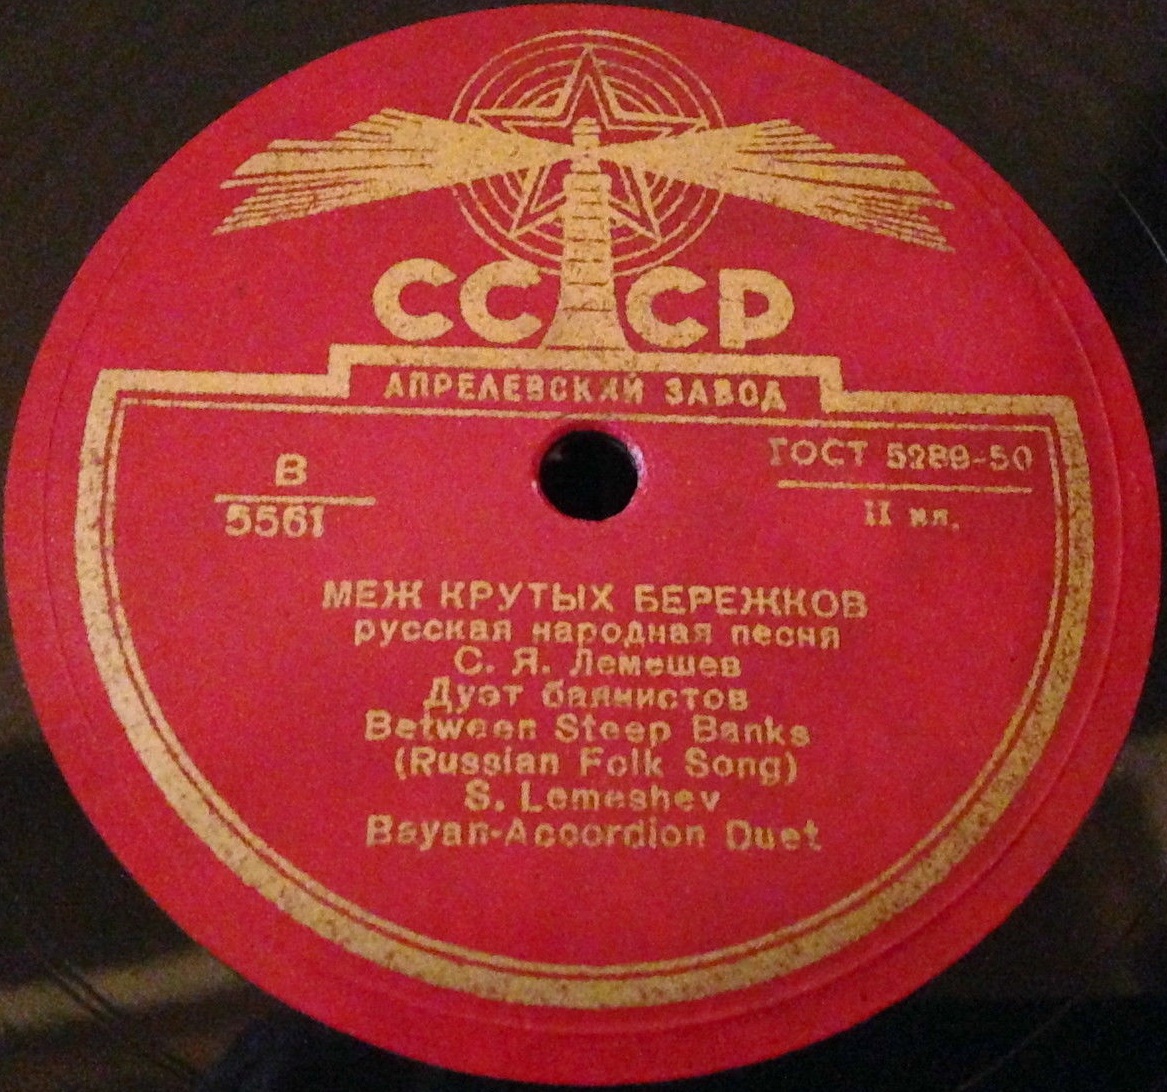 СССР
АПРЕЛЕВСКИЙ ЗАВОД
В
5561
ГОСТ 5289-50
II кл.
МЕЖ КРУТЫХ БЕРЕЖКОВ
русская народная песня
С. Я. Лемешев
Дуэт баянистов
Between Steep Banks
(Russian Folk Song)
S. Lemeshev
Bayan-Accordion Duet